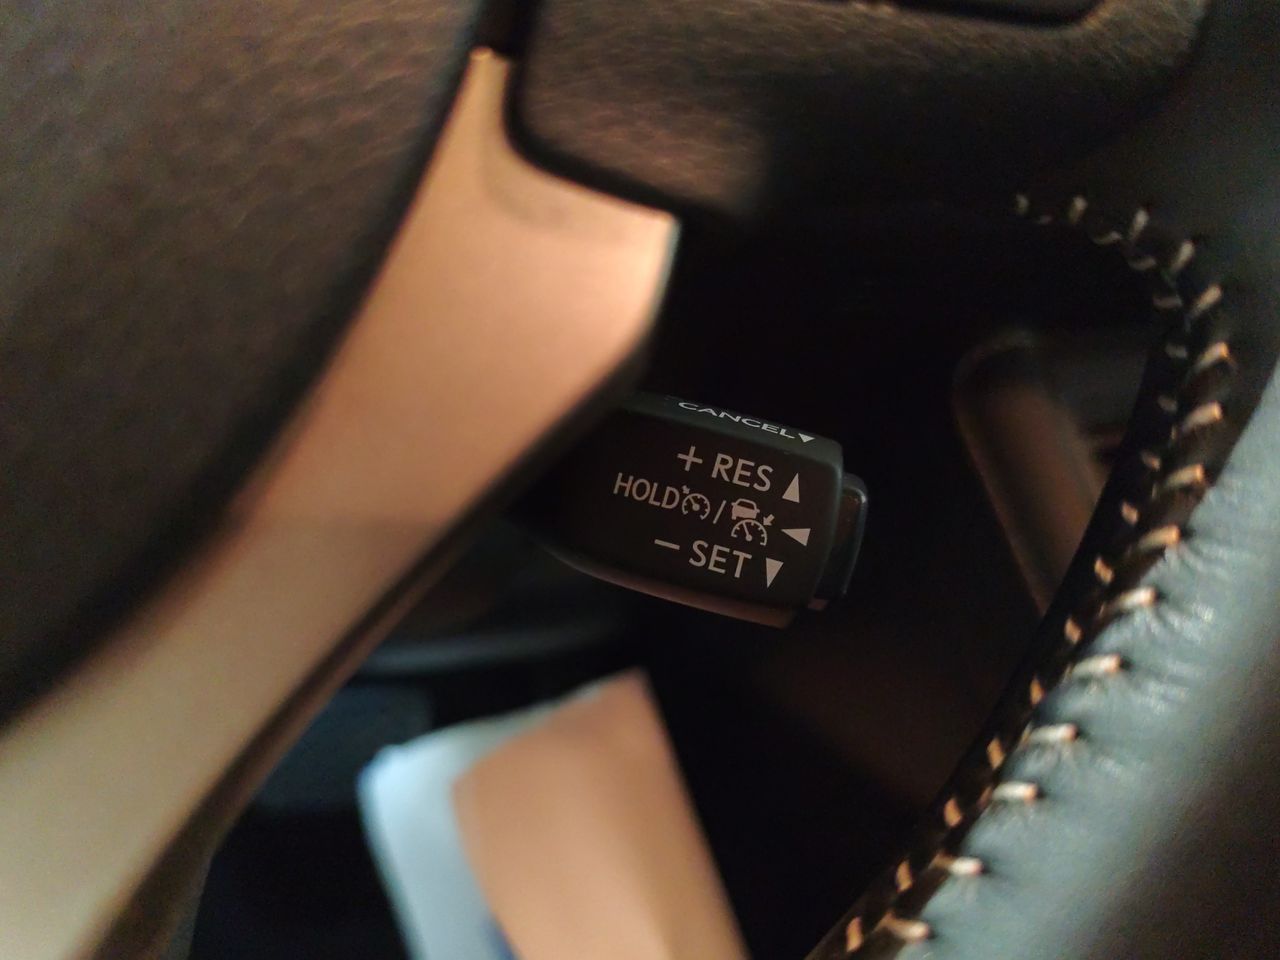 CANCEL▼
+ RES ▲
HOLD / ◀
− SET ▼